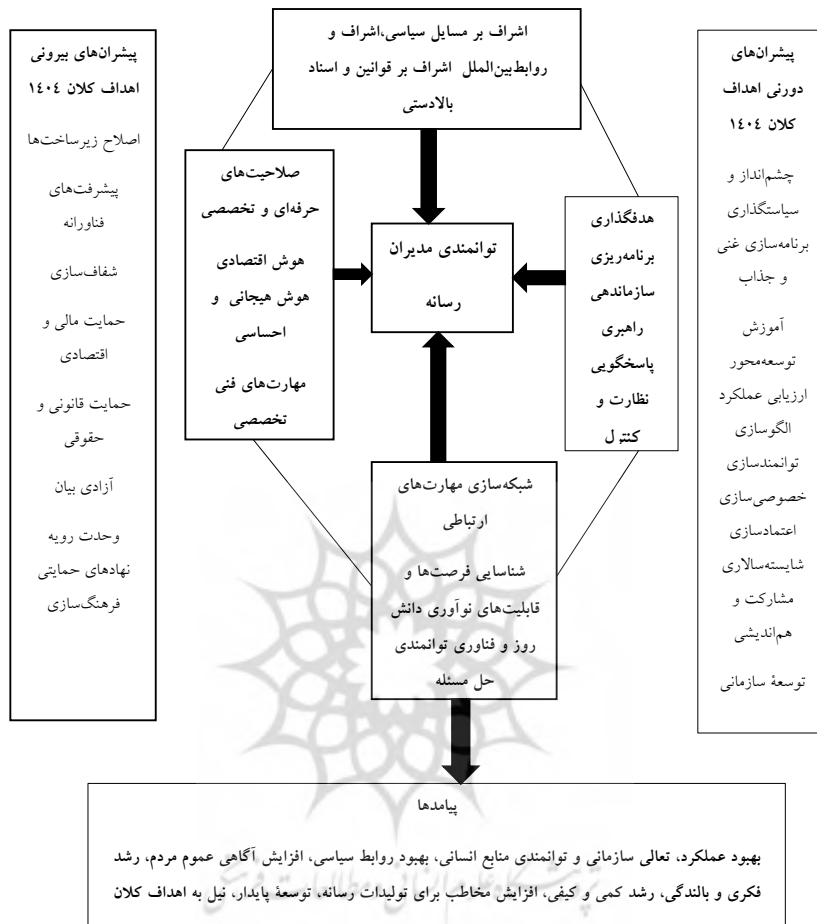 اشراف بر مسایل سیاسی،اشراف و
روابط‌بین‌الملل اشراف بر قوانین و اسناد
بالادستی
پیشران‌های
دورنی اهداف
کلان ۱٤۰٤
چشم‌انداز و
سیاستگذاری
برنامه‌سازی غنی
و جذاب
آموزش
توسعه‌محور
ارزیابی عملکرد
الگوسازی
توانمندسازی
خصوصی‌سازی
اعتمادسازی
شایسته‌سالاری
مشارکت و
هم‌اندیشی
توسعۀ سازمانی
هدفگذاری
برنامه‌ریزی
سازماندهی
راهبری
پاسخگویی
نظارت و
کنترل
توانمندی مدیران
رسانه
صلاحیت‌های
حرفه‌ای و تخصصی
هوش اقتصادی
هوش هیجانی و
احساسی
مهارت‌های فنی
تخصصی
پیشران‌های بیرونی
اهداف کلان ۱٤۰٤
اصلاح زیرساخت‌ها
پیشرفت‌های
فناورانه
شفاف‌سازی
حمایت مالی و
اقتصادی
حمایت قانونی و
حقوقی
آزادی بیان
وحدت رویه
نهادهای حمایتی
فرهنگ‌سازی
شبکه‌سازی مهارت‌های
ارتباطی
شناسایی فرصت‌ها و
قابلیت‌های نوآوری دانش
روز و فناوری توانمندی
حل مسئله
پیامدها
بهبود عملکرد، تعالی سازمانی و توانمندی منابع انسانی، بهبود روابط سیاسی، افزایش آگاهی عموم مردم، رشد
فکری و بالندگی، رشد کمی و کیفی، افزایش مخاطب برای تولیدات رسانه، توسعۀ پایدار، نیل به اهداف کلان